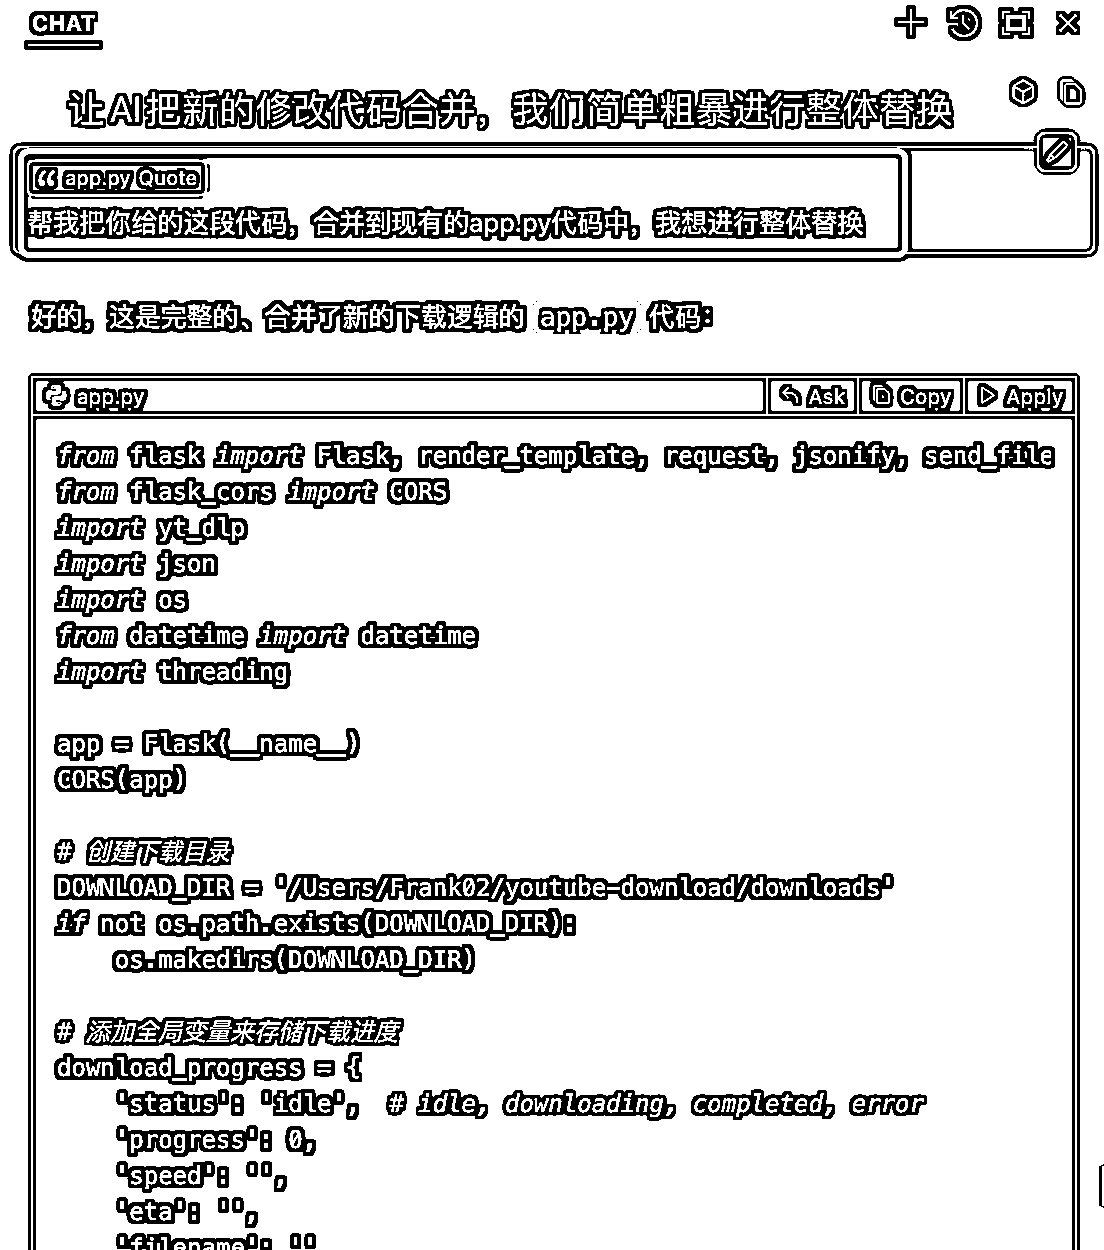 CHAT
让AI把新的修改代码合并，我们简单粗暴进行整体替换
app.py Quote
帮我把你给的这段代码，合并到现有的app.py代码中，我想进行整体替换
好的，这是完整的、合并了新的下载逻辑的 app.py 代码：
app.py Ask Copy Apply
from flask import Flask, render_template, request, jsonify, send_file
from flask_cors import CORS
import yt_dlp
import json
import os
from datetime import datetime
import threading
app = Flask(__name__)
CORS(app)
# 创建下载目录
DOWNLOAD_DIR = '/Users/Frank02/youtube-download/downloads'
if not os.path.exists(DOWNLOAD_DIR):
    os.makedirs(DOWNLOAD_DIR)
# 添加全局变量来存储下载进度
download_progress = {
    'status': 'idle',  # idle, downloading, completed, error
    'progress': 0,
    'speed': '',
    'eta': '',
    'filename': ''